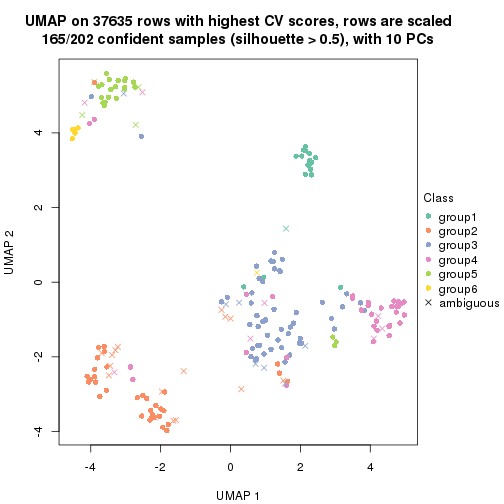 UMAP on 37635 rows with highest CV scores, rows are scaled
165/202 confident samples (silhouette > 0.5), with 10 PCs
4
2
0
-2
-4
UMAP 2
-4
-2
0
2
4
UMAP 1
Class
group1
group2
group3
group4
group5
group6
ambiguous